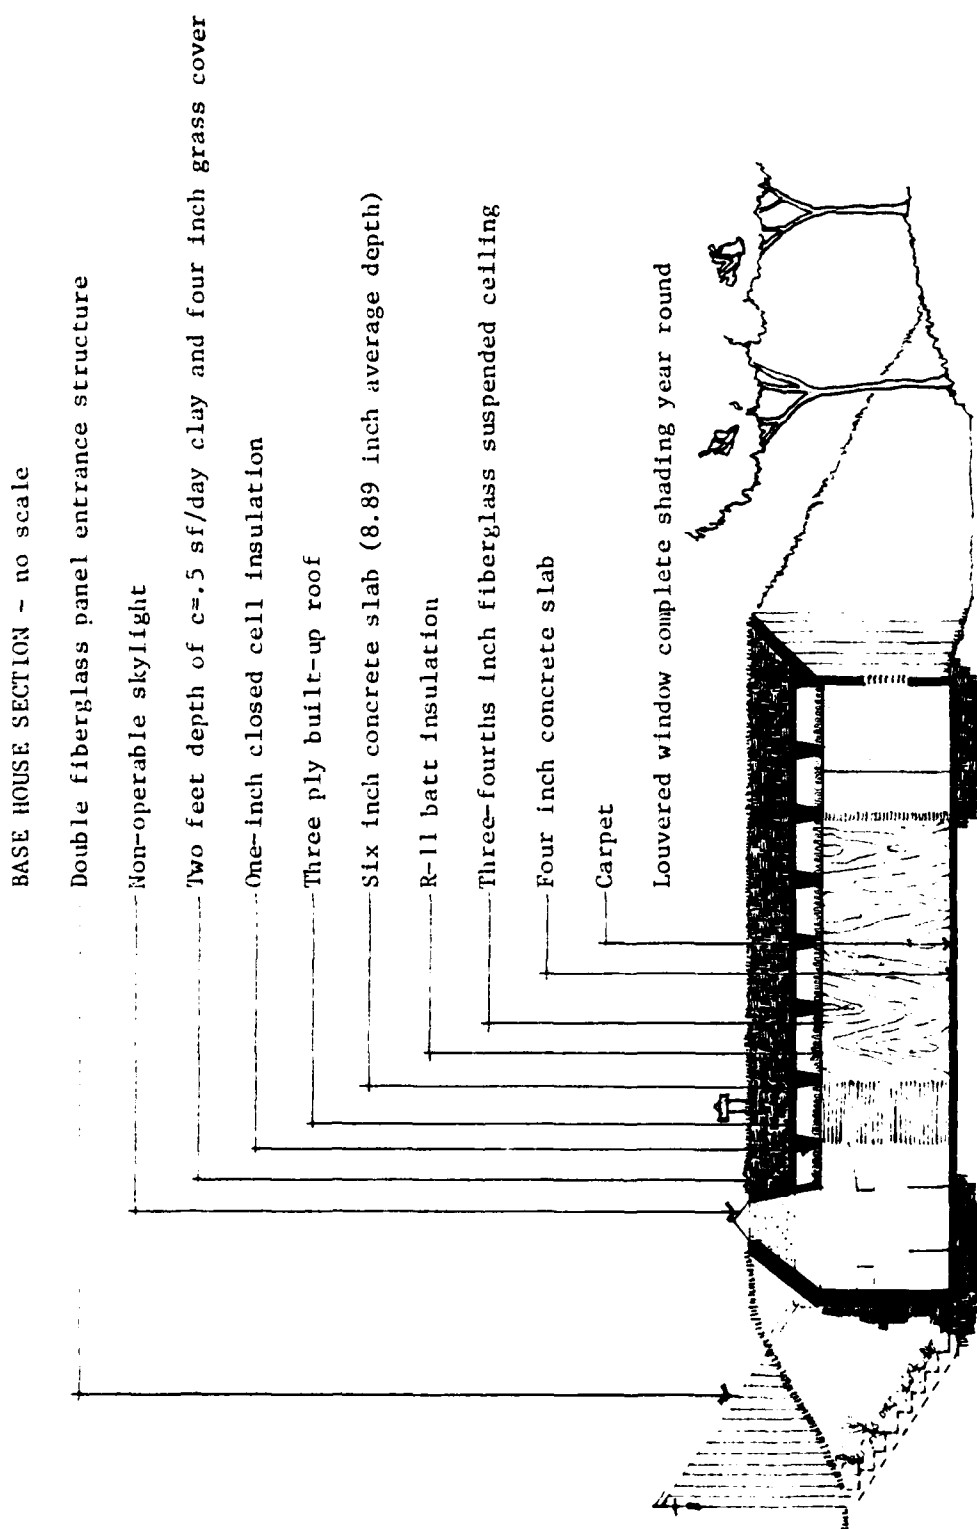 BASE HOUSE SECTION - no scale
Double fiberglass panel entrance structure
Non-operable skylight
Two feet depth of c=.5 sf/day clay and four inch grass cover
One-inch closed cell insulation
Three ply built-up roof
Six inch concrete slab (8.89 inch average depth)
R-11 batt insulation
Three-fourths inch fiberglass suspended ceiling
Four inch concrete slab
Carpet
Louvered window complete shading year round